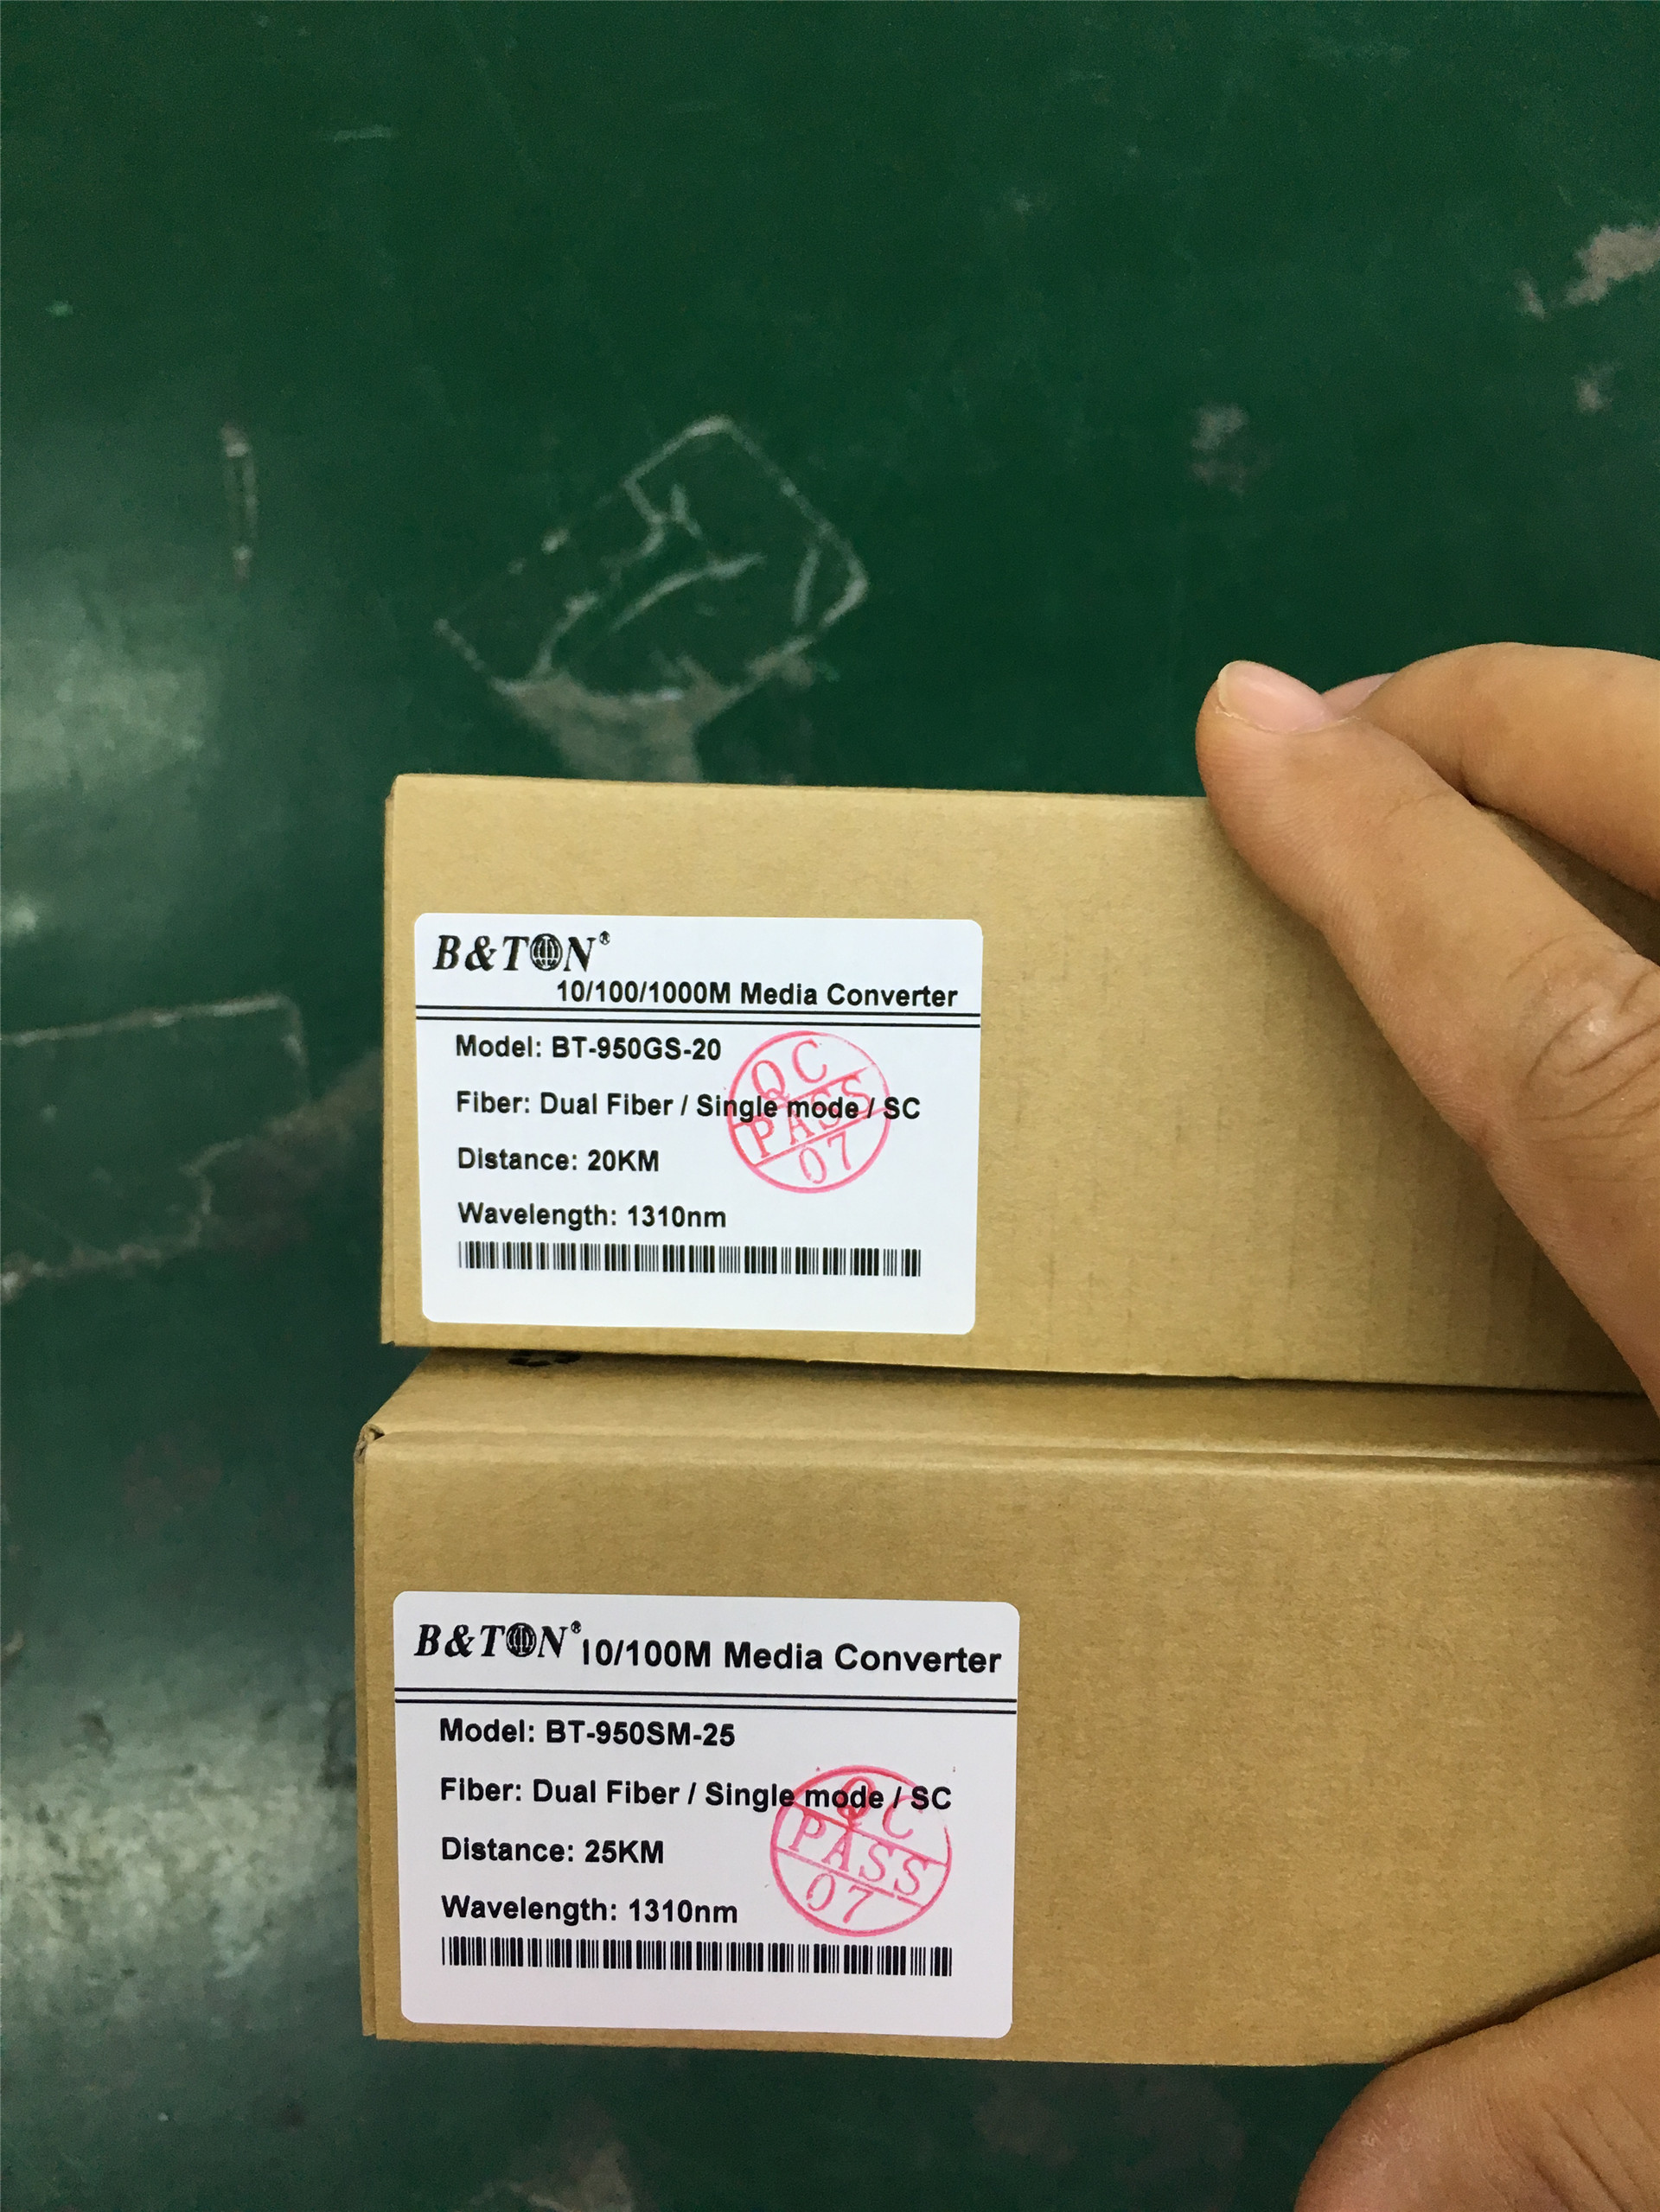 B&TON®
10/100/1000M Media Converter
Model: BT-950GS-20
Fiber: Dual Fiber / Single mode / SC
Distance: 20KM
Wavelength: 1310nm
QC
PASS
07
B&TON® 10/100M Media Converter
Model: BT-950SM-25
Fiber: Dual Fiber / Single mode / SC
Distance: 25KM
Wavelength: 1310nm
QC
PASS
07